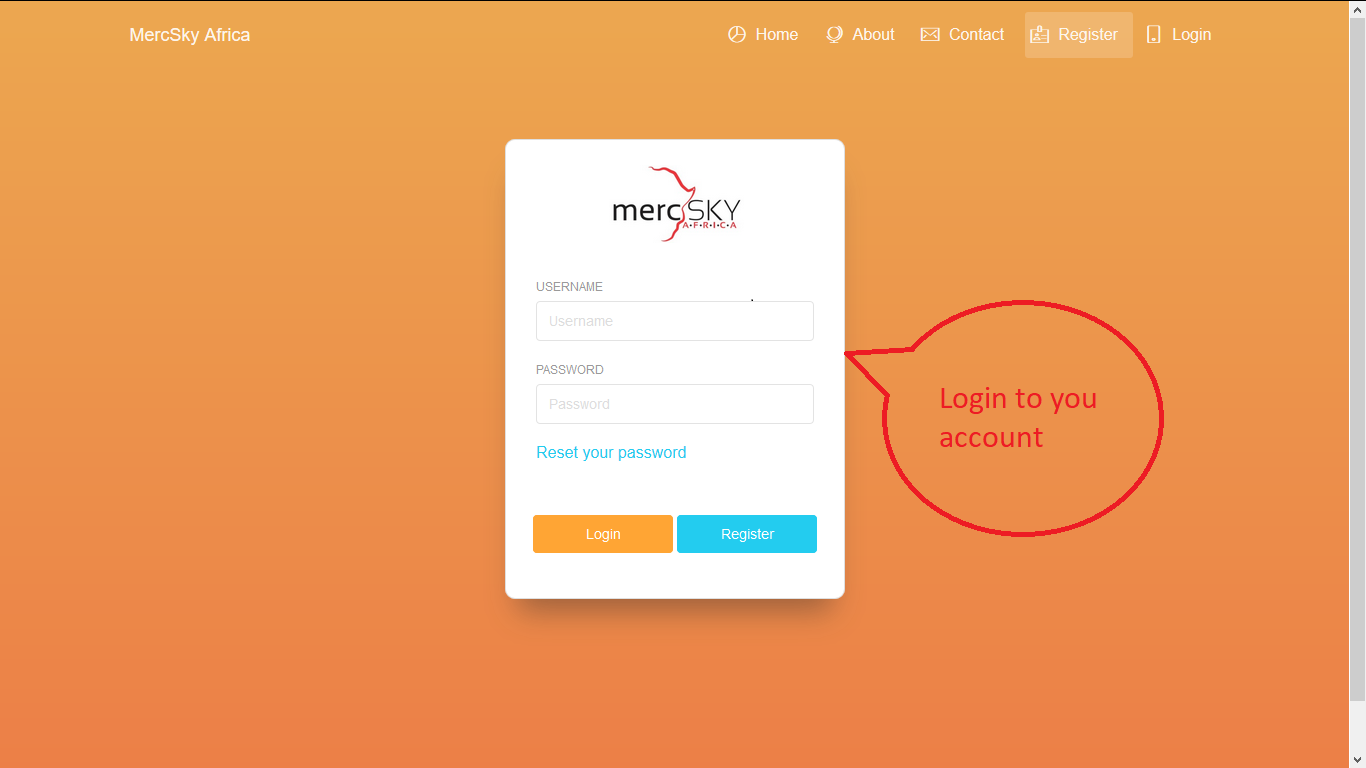 MercSky Africa
Home
About
Contact
Register
Login
mercSKY
A·F·R·I·C·A
USERNAME
Username
PASSWORD
Password
Reset your password
Login
Register
Login to you
account